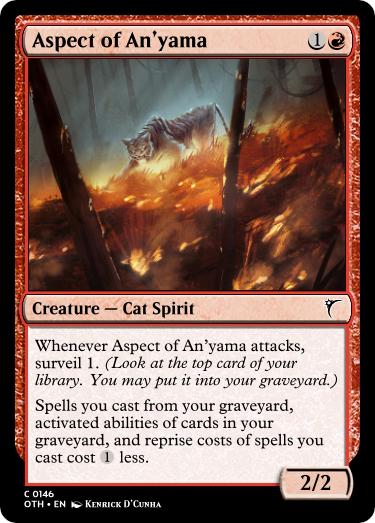 Aspect of An'yama 1
Creature — Cat Spirit
Whenever Aspect of An'yama attacks,
surveil 1. (Look at the top card of your
library. You may put it into your graveyard.)
Spells you cast from your graveyard,
activated abilities of cards in your
graveyard, and reprise costs of spells you
cast cost 1 less.
2/2
C 0146
OTH • EN Kenrick D'Cunha